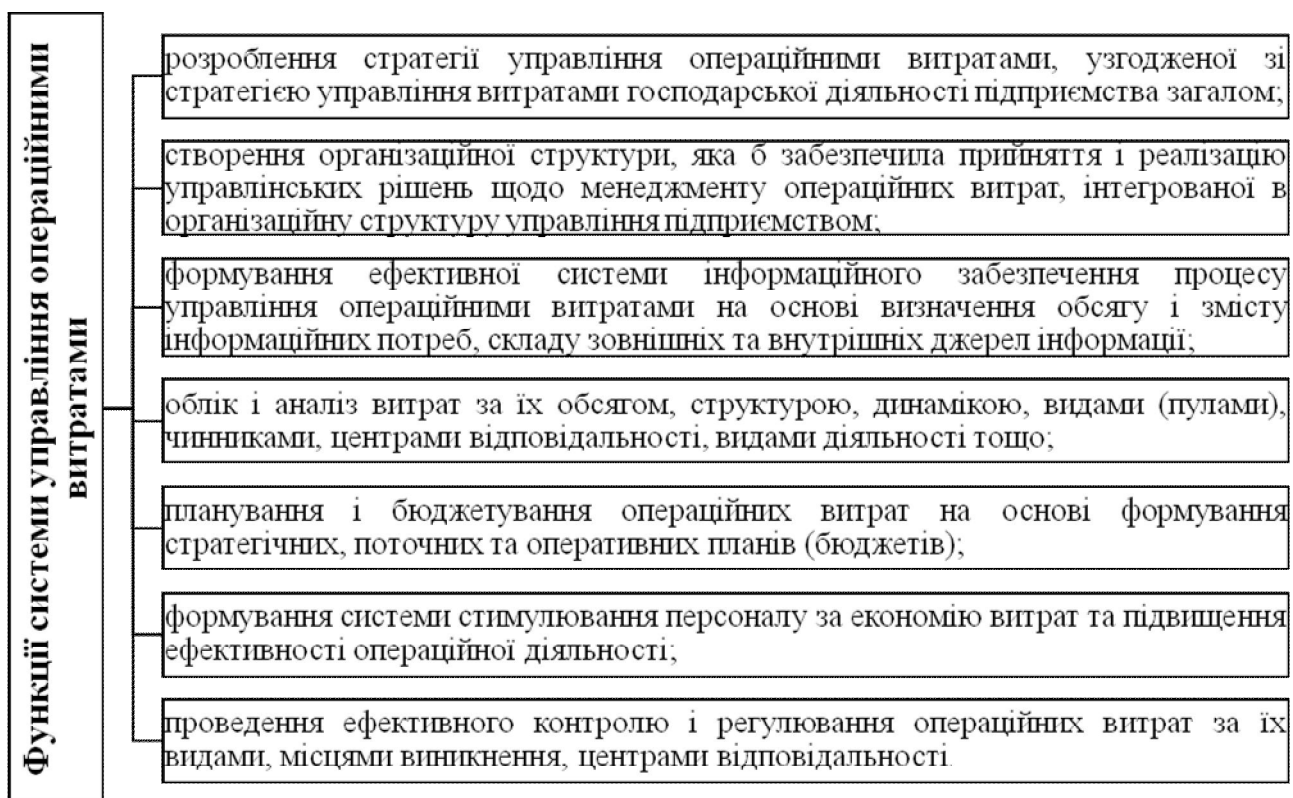 Функції системи управління операційними
витратами
розроблення стратегії управління операційними витратами, узгодженої зі
стратегією управління витратами господарської діяльності підприємства загалом;
створення організаційної структури, яка б забезпечила прийняття і реалізацію
управлінських рішень щодо менеджменту операційних витрат, інтегрованої в
організаційну структуру управління підприємством;
формування ефективної системи інформаційного забезпечення процесу
управління операційними витратами на основі визначення обсягу і змісту
інформаційних потреб, складу зовнішніх та внутрішніх джерел інформації;
облік і аналіз витрат за їх обсягом, структурою, динамікою, видами (пулами),
чинниками, центрами відповідальності, видами діяльності тощо;
планування і бюджетування операційних витрат на основі формування
стратегічних, поточних та оперативних планів (бюджетів);
формування системи стимулювання персоналу за економію витрат та підвищення
ефективності операційної діяльності;
проведення ефективного контролю і регулювання операційних витрат за їх
видами, місцями виникнення, центрами відповідальності.